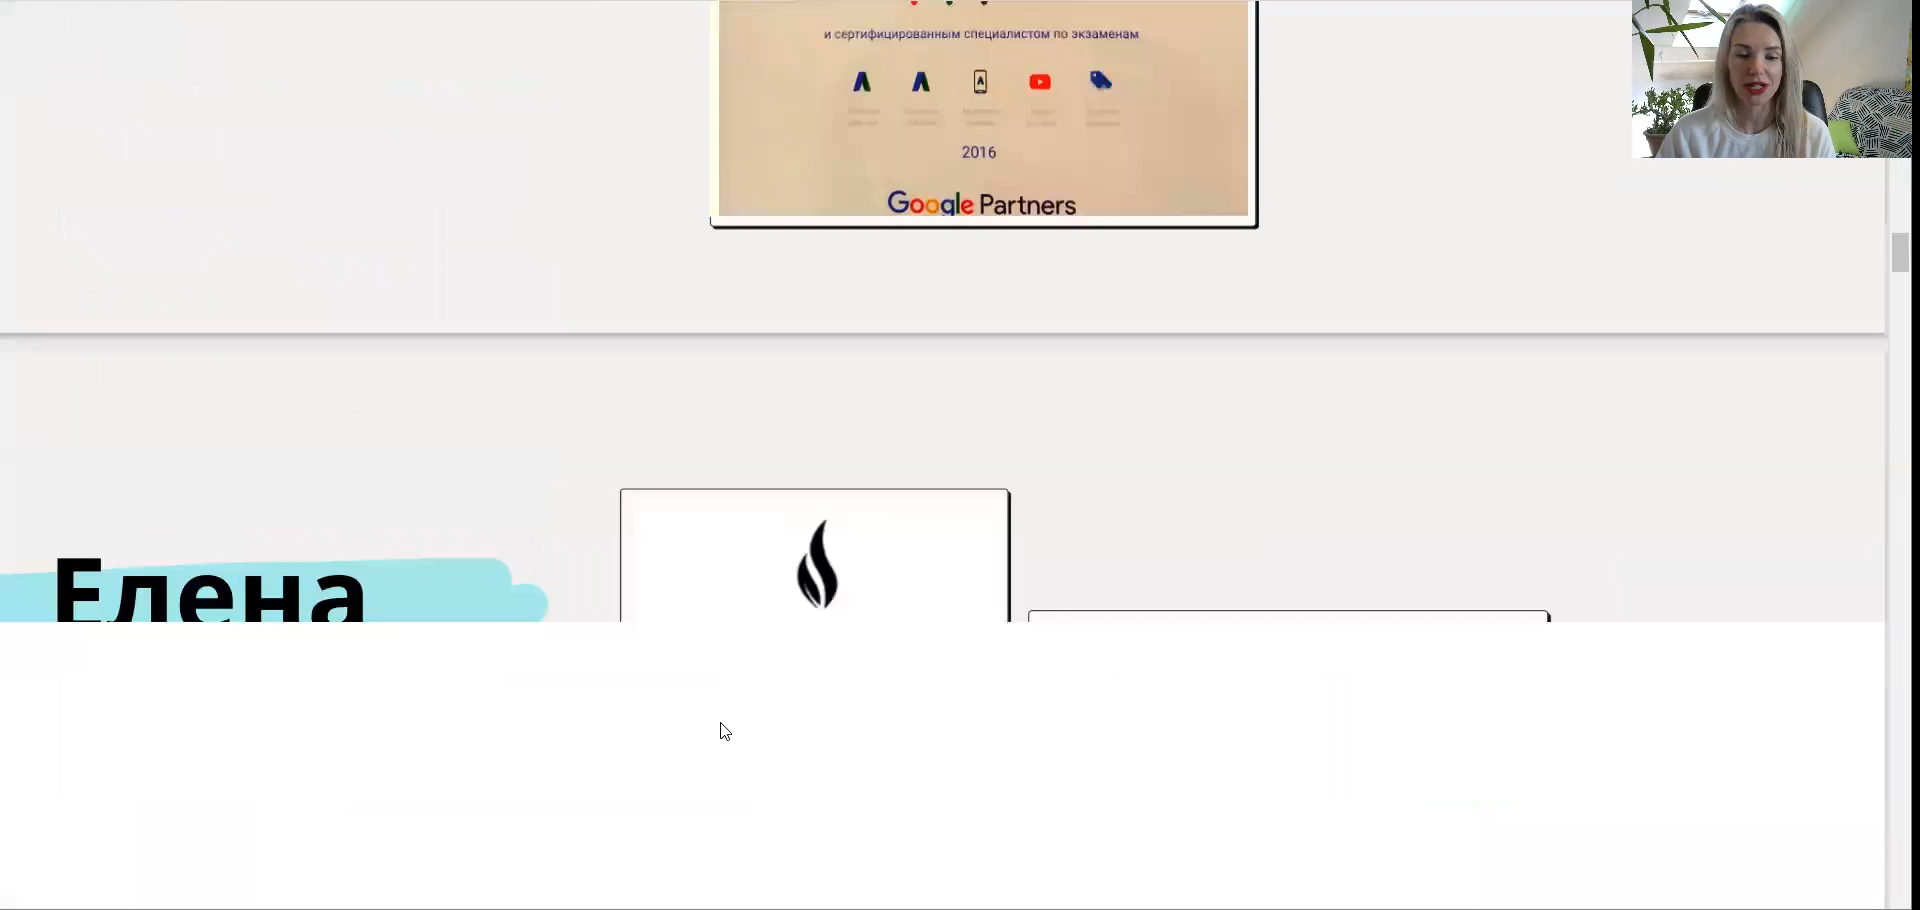 и сертифицированным специалистом по экзаменам
2016
Google Partners
Елена